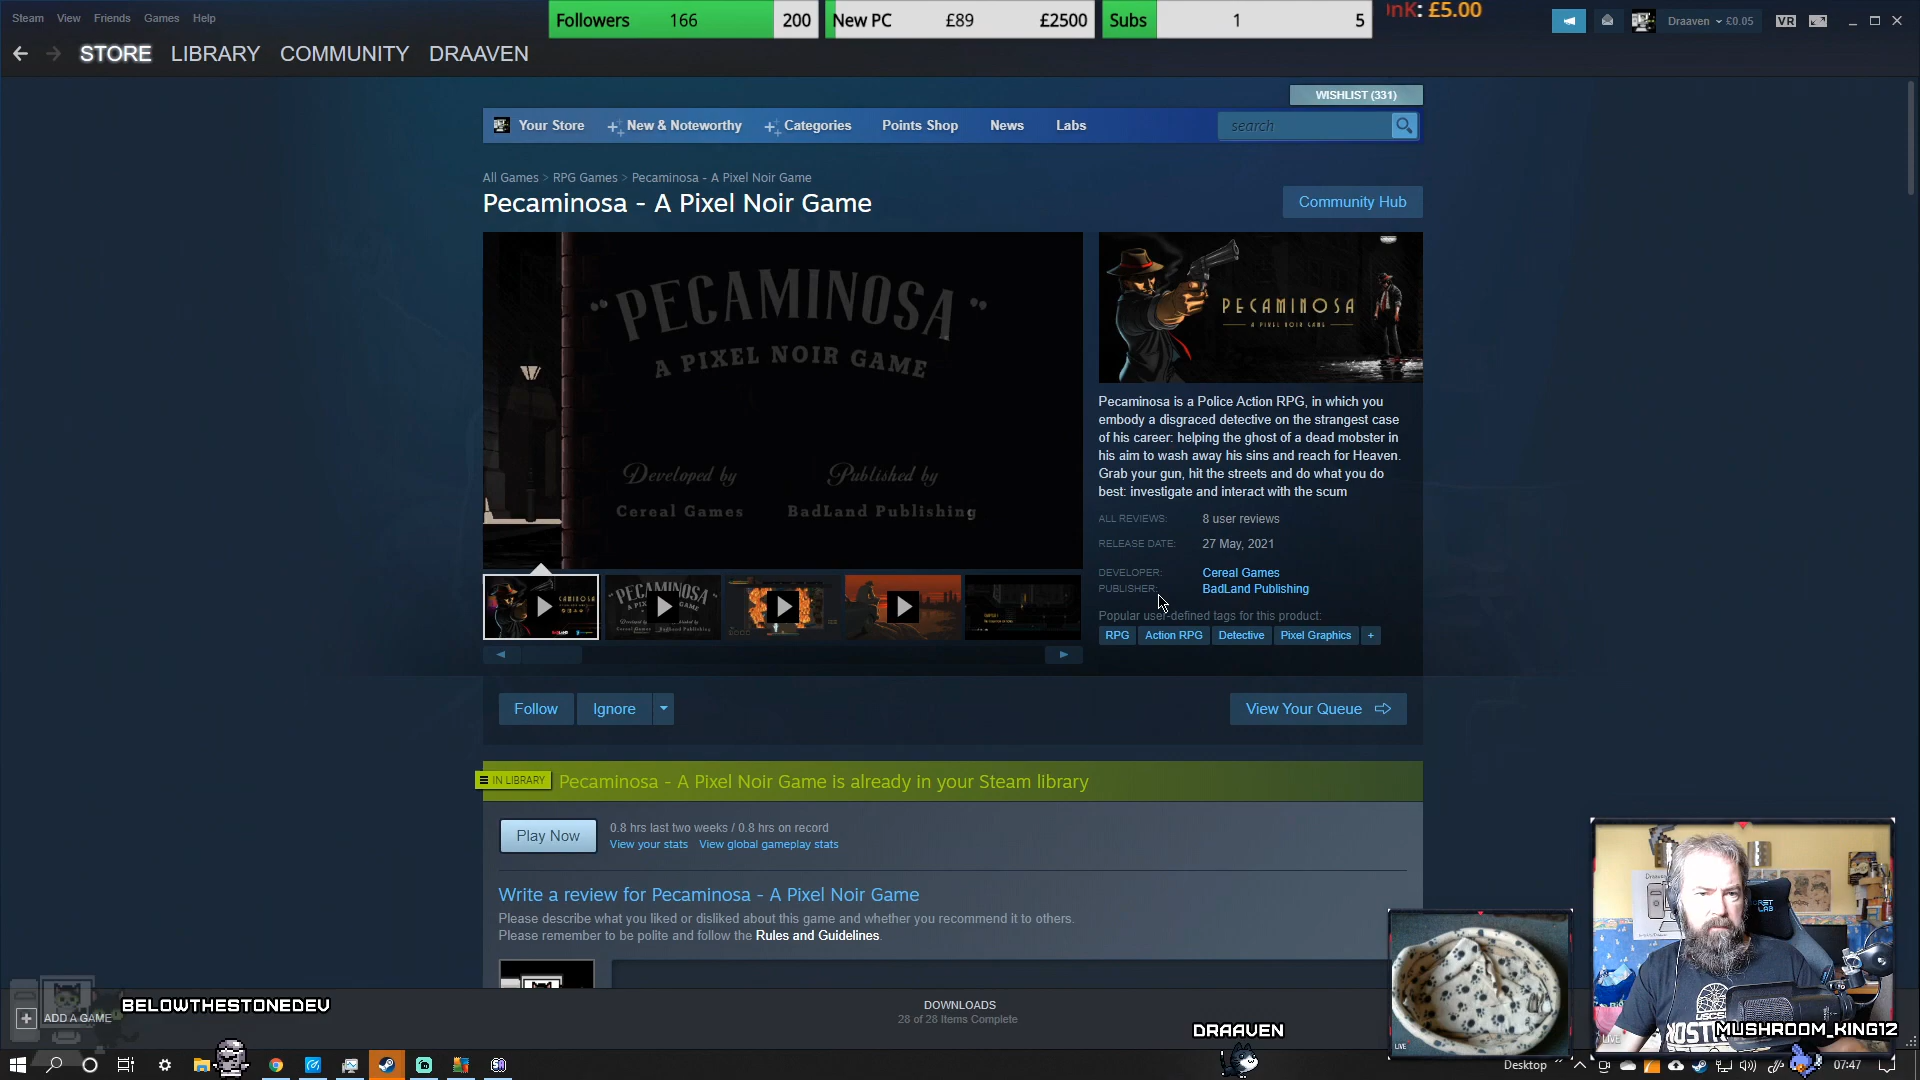 Steam View Friends Games Help
Followers 166 200
New PC £89 £2500
Subs 1 5
onK: £5.00
Draaven £0.05
VR
STORE LIBRARY COMMUNITY DRAAVEN
WISHLIST (331)
Your Store New & Noteworthy Categories Points Shop News Labs search
All Games > RPG Games > Pecaminosa - A Pixel Noir Game
Pecaminosa - A Pixel Noir Game
Community Hub
"PECAMINOSA"
A PIXEL NOIR GAME
Developed by Published by
Cereal Games BadLand Publishing
PECAMINOSA
A PIXEL NOIR GAME
Pecaminosa is a Police Action RPG, in which you
embody a disgraced detective on the strangest case
of his career: helping the ghost of a dead mobster in
his aim to wash away his sins and reach for Heaven.
Grab your gun, hit the streets and do what you do
best: investigate and interact with the scum
ALL REVIEWS: 8 user reviews
RELEASE DATE: 27 May, 2021
DEVELOPER: Cereal Games
PUBLISHER: BadLand Publishing
Popular user-defined tags for this product:
RPG Action RPG Detective Pixel Graphics +
Follow Ignore
View Your Queue
IN LIBRARY Pecaminosa - A Pixel Noir Game is already in your Steam library
Play Now
0.8 hrs last two weeks / 0.8 hrs on record
View your stats View global gameplay stats
Write a review for Pecaminosa - A Pixel Noir Game
Please describe what you liked or disliked about this game and whether you recommend it to others.
Please remember to be polite and follow the Rules and Guidelines.
ADD A GAME
BELOWTHESTONEDEV
DOWNLOADS
28 of 28 Items Complete
DRAAVEN
MUSHROOM_KING12
LIVE
LIVE
Desktop
07:47